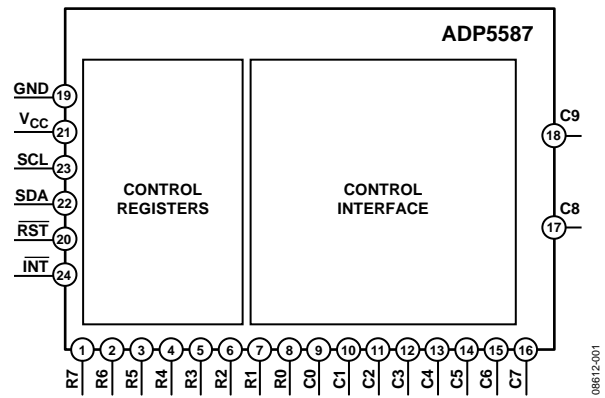 ADP5587
GND
19
VCC
21
SCL
23
SDA
22
RST
20
INT
24
CONTROL
REGISTERS
CONTROL
INTERFACE
C9
18
C8
17
1 2 3 4 5 6 7 8 9 10 11 12 13 14 15 16
R7 R6 R5 R4 R3 R2 R1 R0 C0 C1 C2 C3 C4 C5 C6 C7
08612-001